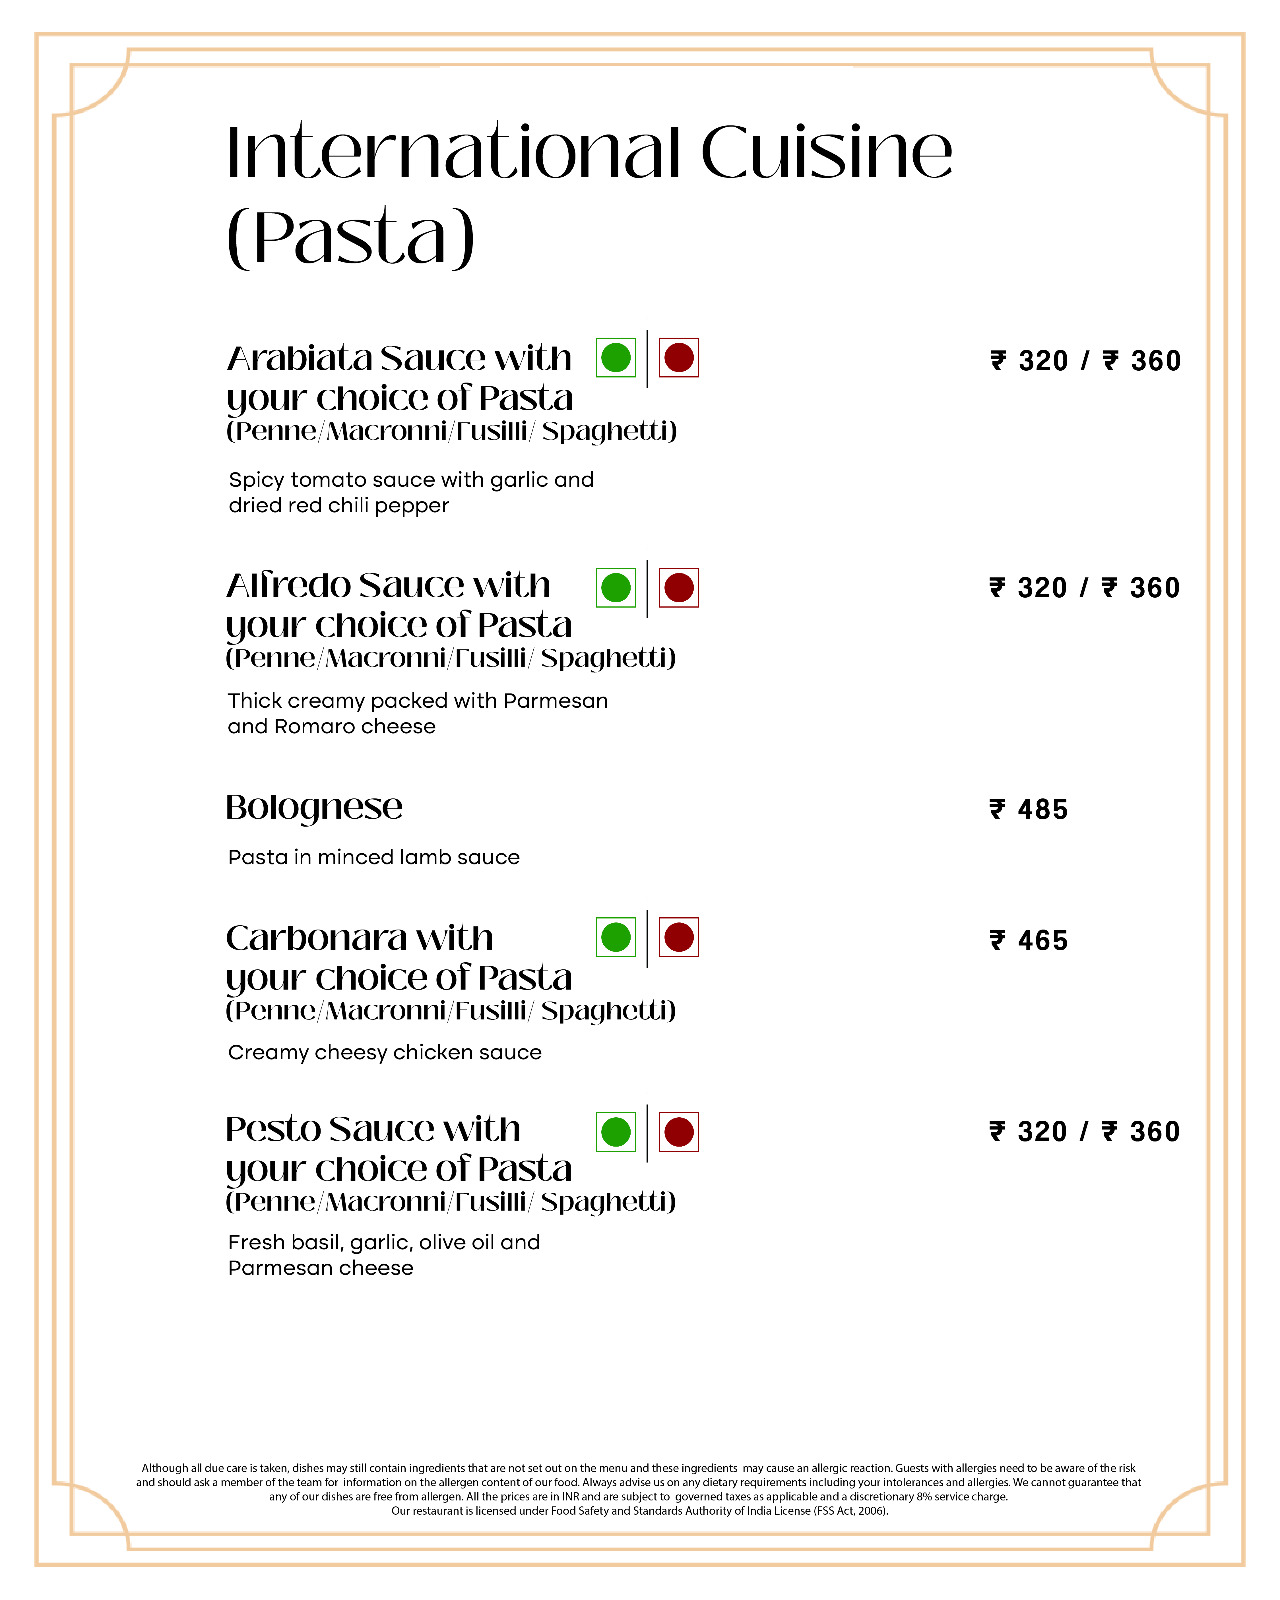 International Cuisine
(Pasta)
Arabiata Sauce with
₹ 320 / ₹ 360
your choice of Pasta
(Penne/Macronni/Fusilli/ Spaghetti)
Spicy tomato sauce with garlic and
dried red chili pepper
Alfredo Sauce with
₹ 320 / ₹ 360
your choice of Pasta
(Penne/Macronni/Fusilli/ Spaghetti)
Thick creamy packed with Parmesan
and Romaro cheese
Bolognese
₹ 485
Pasta in minced lamb sauce
Carbonara with
₹ 465
your choice of Pasta
(Penne/Macronni/Fusilli/ Spaghetti)
Creamy cheesy chicken sauce
Pesto Sauce with
₹ 320 / ₹ 360
your choice of Pasta
(Penne/Macronni/Fusilli/ Spaghetti)
Fresh basil, garlic, olive oil and
Parmesan cheese
Although all due care is taken, dishes may still contain ingredients that are not set out on the menu and these ingredients may cause an allergic reaction. Guests with allergies need to be aware of the risk
and should ask a member of the team for information on the allergen content of our food. Always advise us on any dietary requirements including your intolerances and allergies. We cannot guarantee that
any of our dishes are free from allergen. All the prices are in INR and are subject to governed taxes as applicable and a discretionary 8% service charge.
Our restaurant is licensed under Food Safety and Standards Authority of India License (FSS Act, 2006).